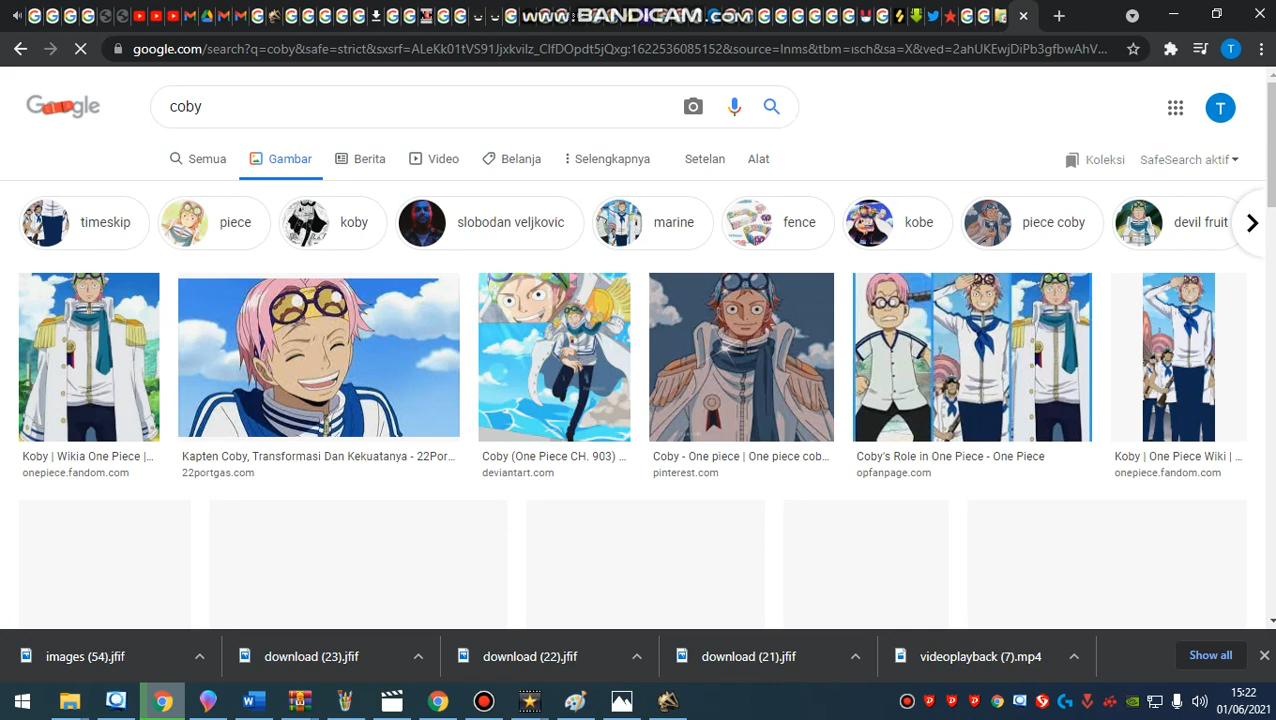 www.BANDICAM.com
google.com/search?q=coby&safe=strict&sxsrf=ALeKk01tVS91Jjxkvilz_ClfDOpdt5jQxg:1622536085152&source=lnms&tbm=isch&sa=X&ved=2ahUKEwjDiPb3gfbwAhV...
T
Google
coby
T
Semua
Gambar
Berita
Video
Belanja
Selengkapnya
Setelan
Alat
Koleksi
SafeSearch aktif
timeskip
piece
koby
slobodan veljkovic
marine
fence
kobe
piece coby
devil fruit
Koby | Wikia One Piece |...
onepiece.fandom.com
Kapten Coby, Transformasi Dan Kekuatanya - 22Por...
22portgas.com
Coby (One Piece CH. 903) ...
deviantart.com
Coby - One piece | One piece cob...
pinterest.com
Coby's Role in One Piece - One Piece
opfanpage.com
Koby | One Piece Wiki | ...
onepiece.fandom.com
images (54).jfif
download (23).jfif
download (22).jfif
download (21).jfif
videoplayback (7).mp4
Show all
15:22
01/06/2021